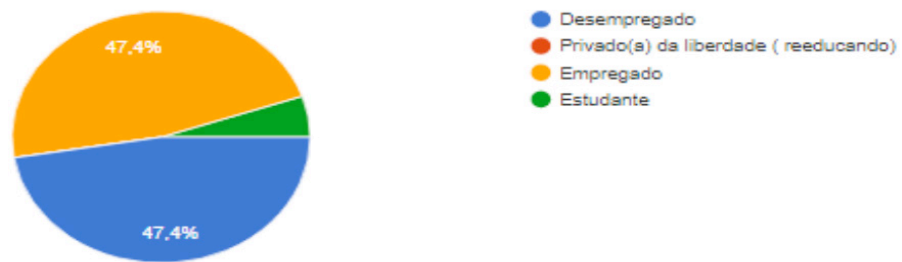 47,4%
47,4%
Desempregado
Privado(a) da liberdade ( reeducando)
Empregado
Estudante